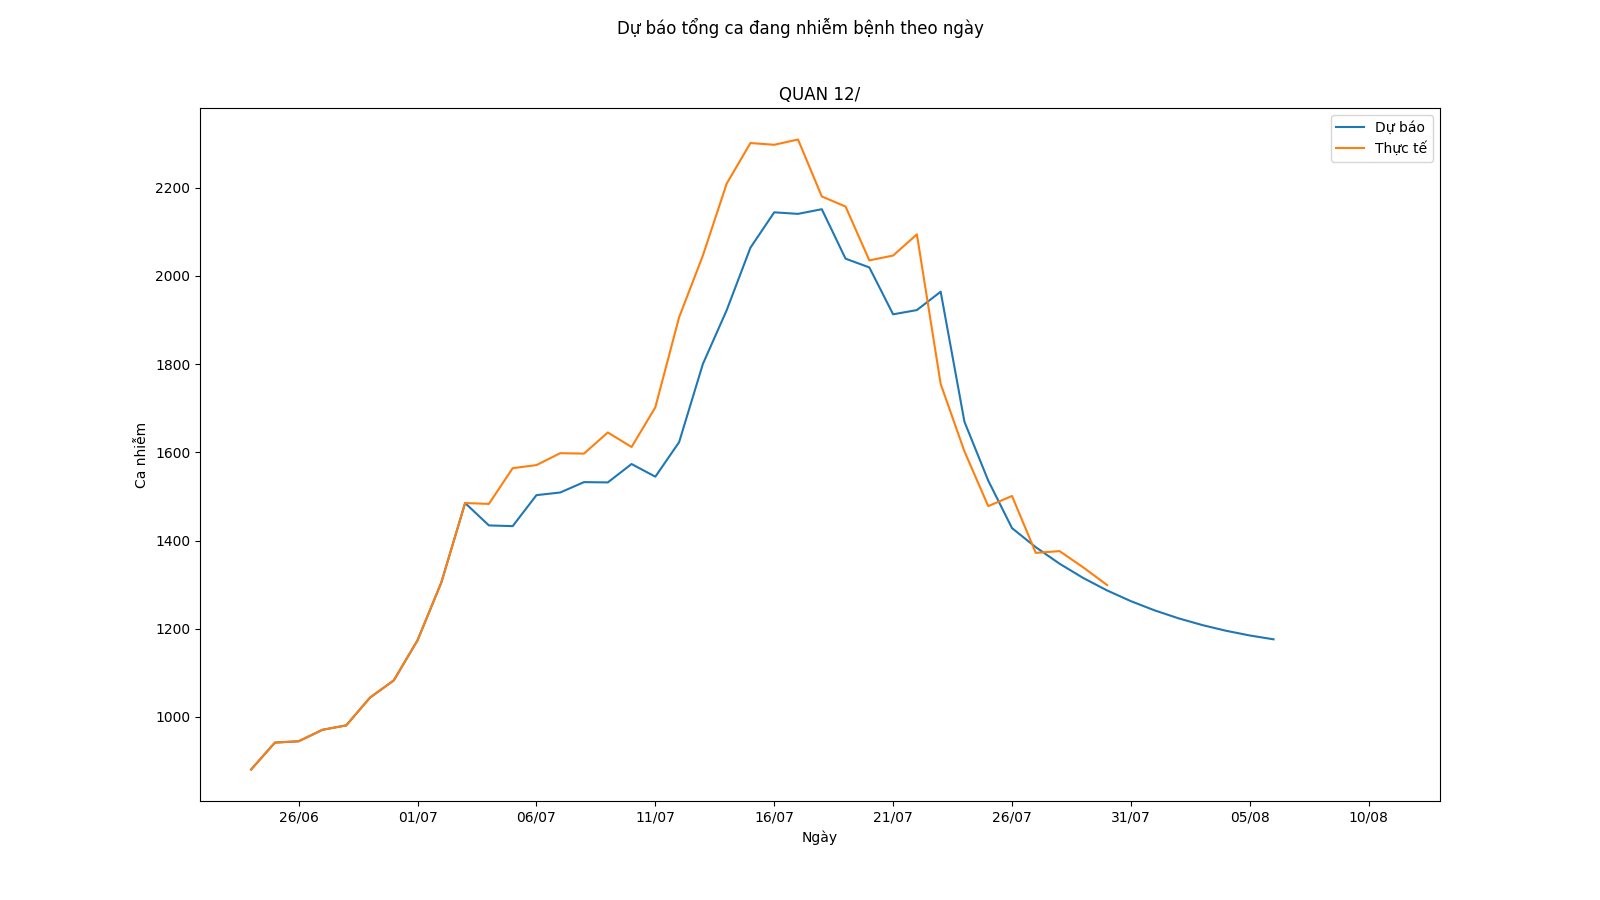 Dự báo tổng ca đang nhiễm bệnh theo ngày
QUAN 12/
Dự báo
Thực tế
2200
2000
1800
1600
1400
1200
1000
Ca nhiễm
26/06 01/07 06/07 11/07 16/07 21/07 26/07 31/07 05/08 10/08
Ngày